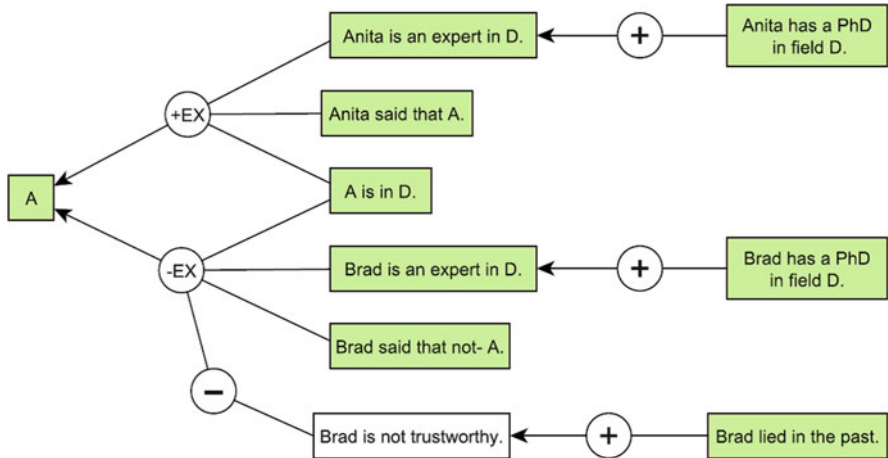 Anita is an expert in D.
+
Anita has a PhD
in field D.
+EX
Anita said that A.
A is in D.
A
-EX
Brad is an expert in D.
+
Brad has a PhD
in field D.
Brad said that not- A.
−
Brad is not trustworthy.
+
Brad lied in the past.